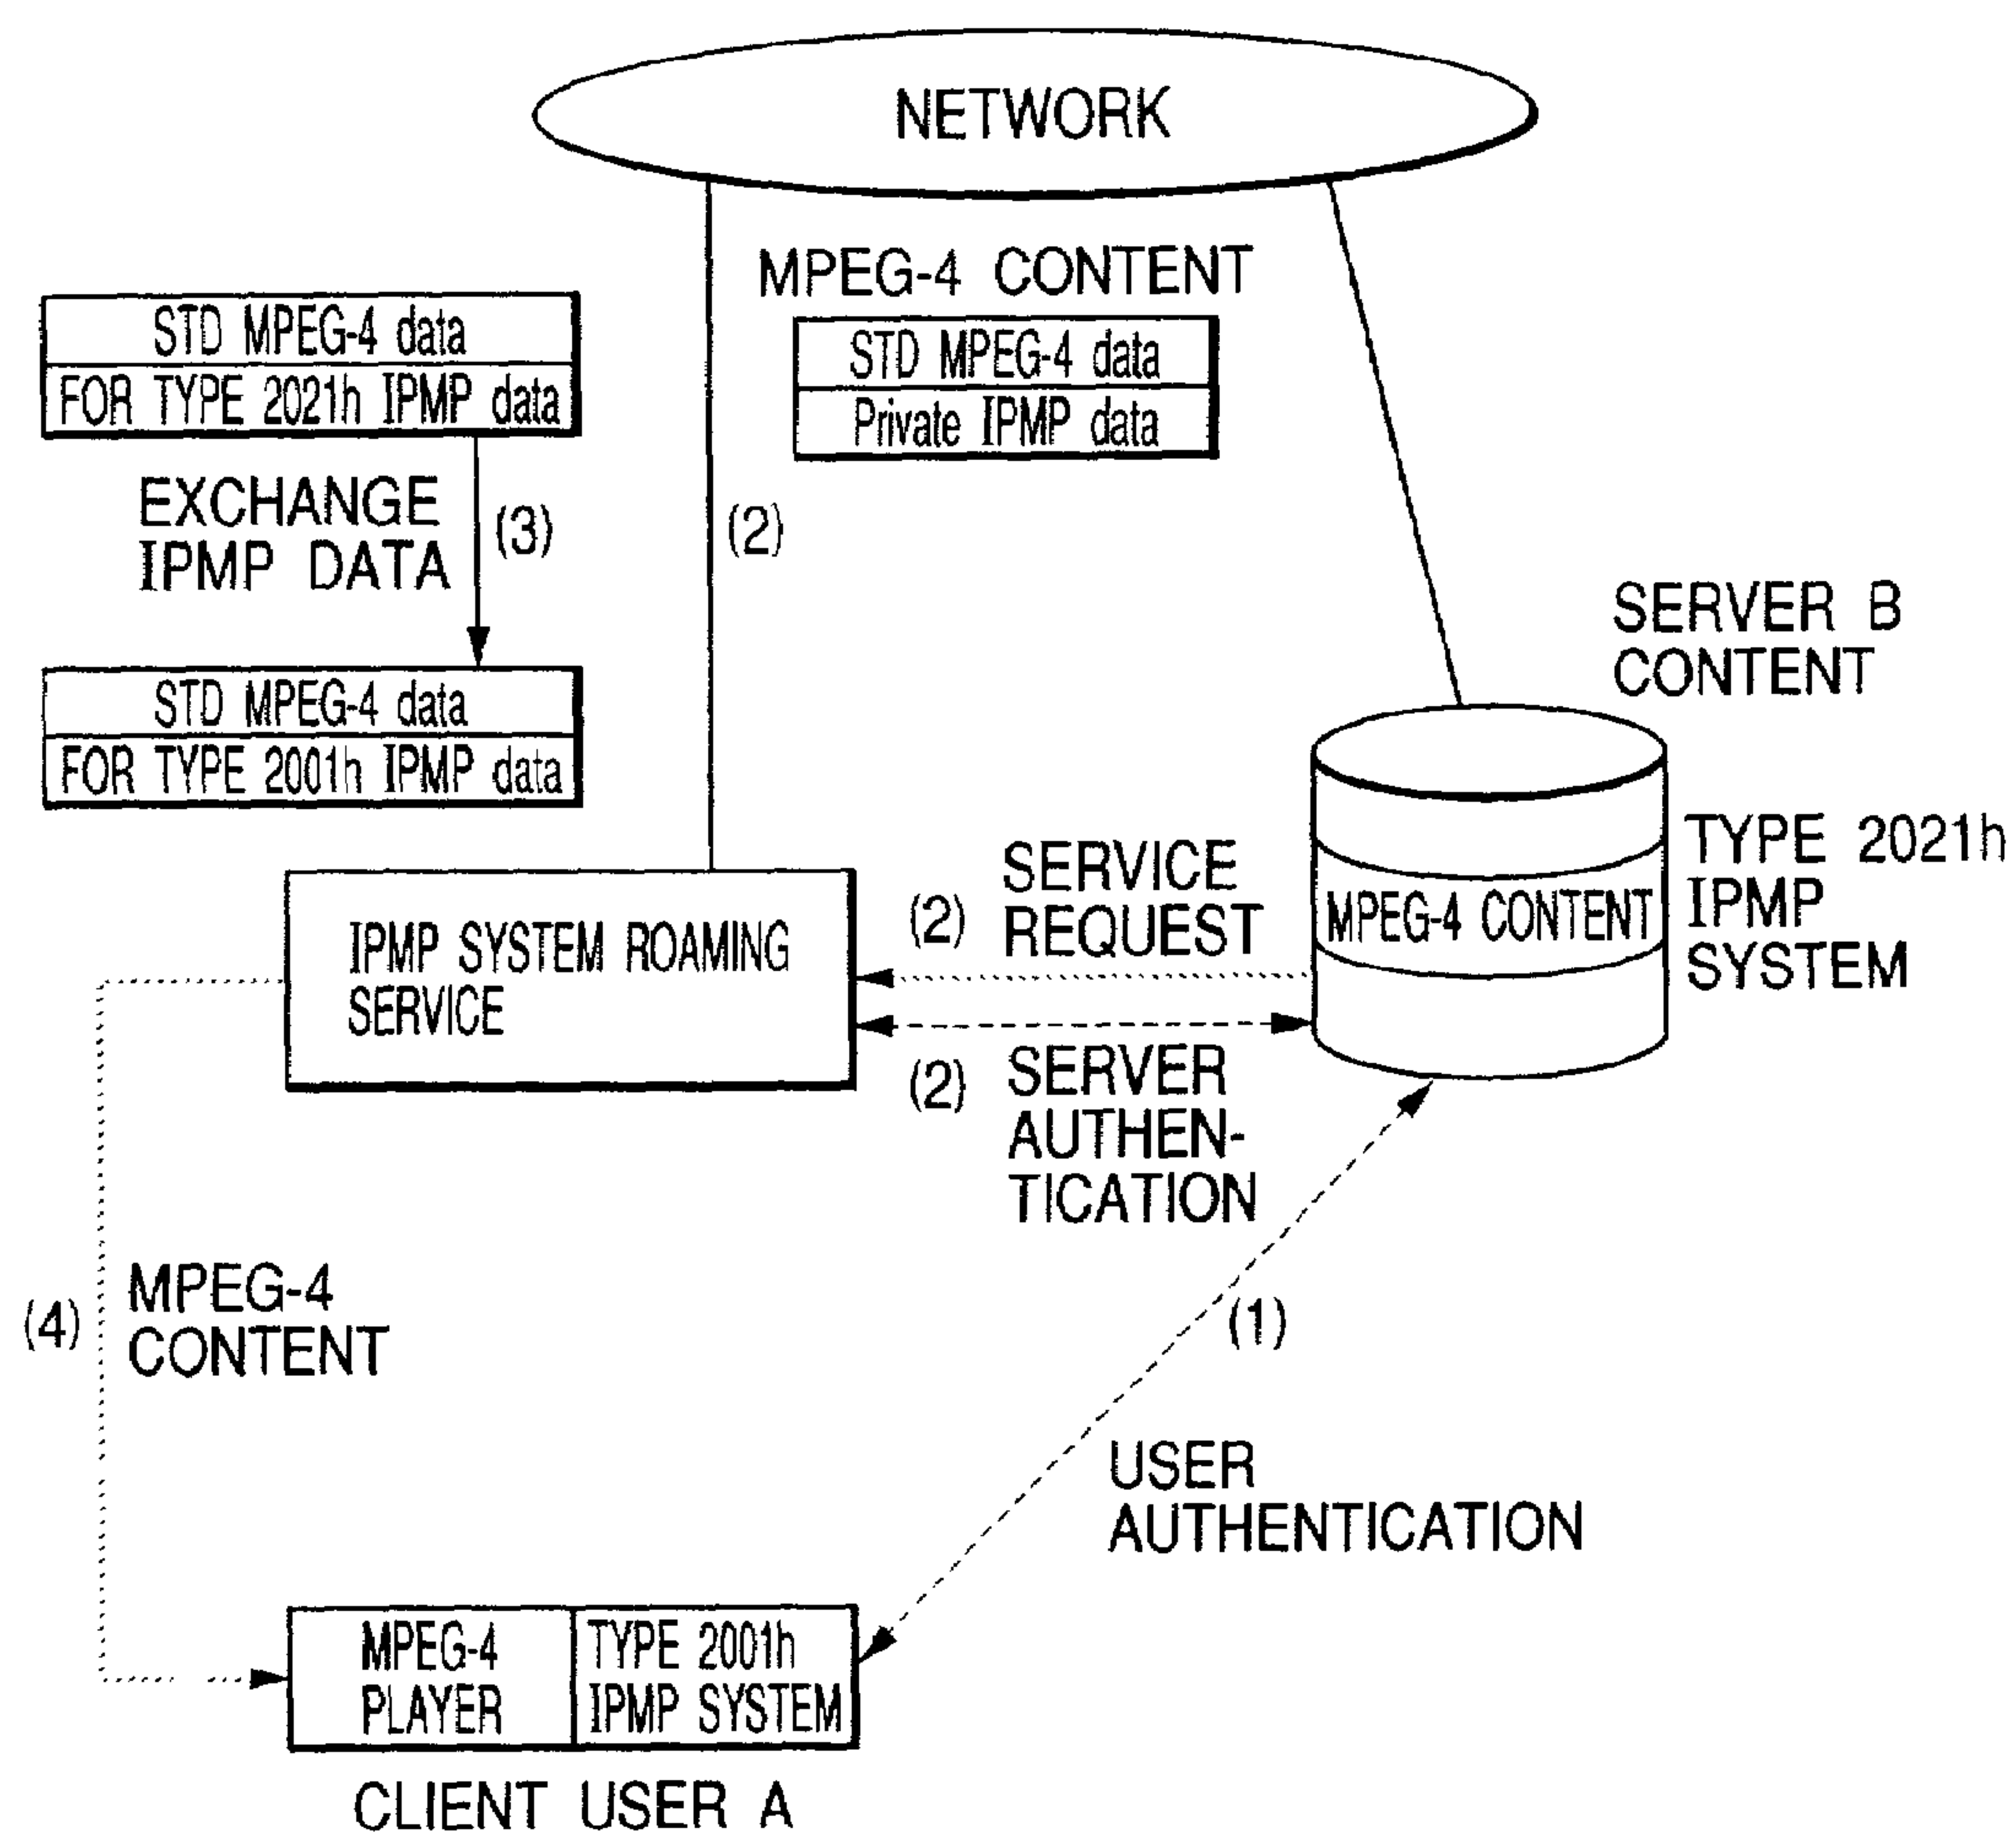 NETWORK
MPEG-4 CONTENT
STD MPEG-4 data
Private IPMP data
STD MPEG-4 data
FOR TYPE 2021h IPMP data
EXCHANGE
IPMP DATA
(3)
(2)
STD MPEG-4 data
FOR TYPE 2001h IPMP data
SERVER B
CONTENT
MPEG-4 CONTENT
TYPE 2021h
IPMP
SYSTEM
(2)
SERVICE
REQUEST
IPMP SYSTEM ROAMING
SERVICE
(2)
SERVER
AUTHEN-
TICATION
(4)
MPEG-4
CONTENT
(1)
USER
AUTHENTICATION
MPEG-4
PLAYER
TYPE 2001h
IPMP SYSTEM
CLIENT USER A